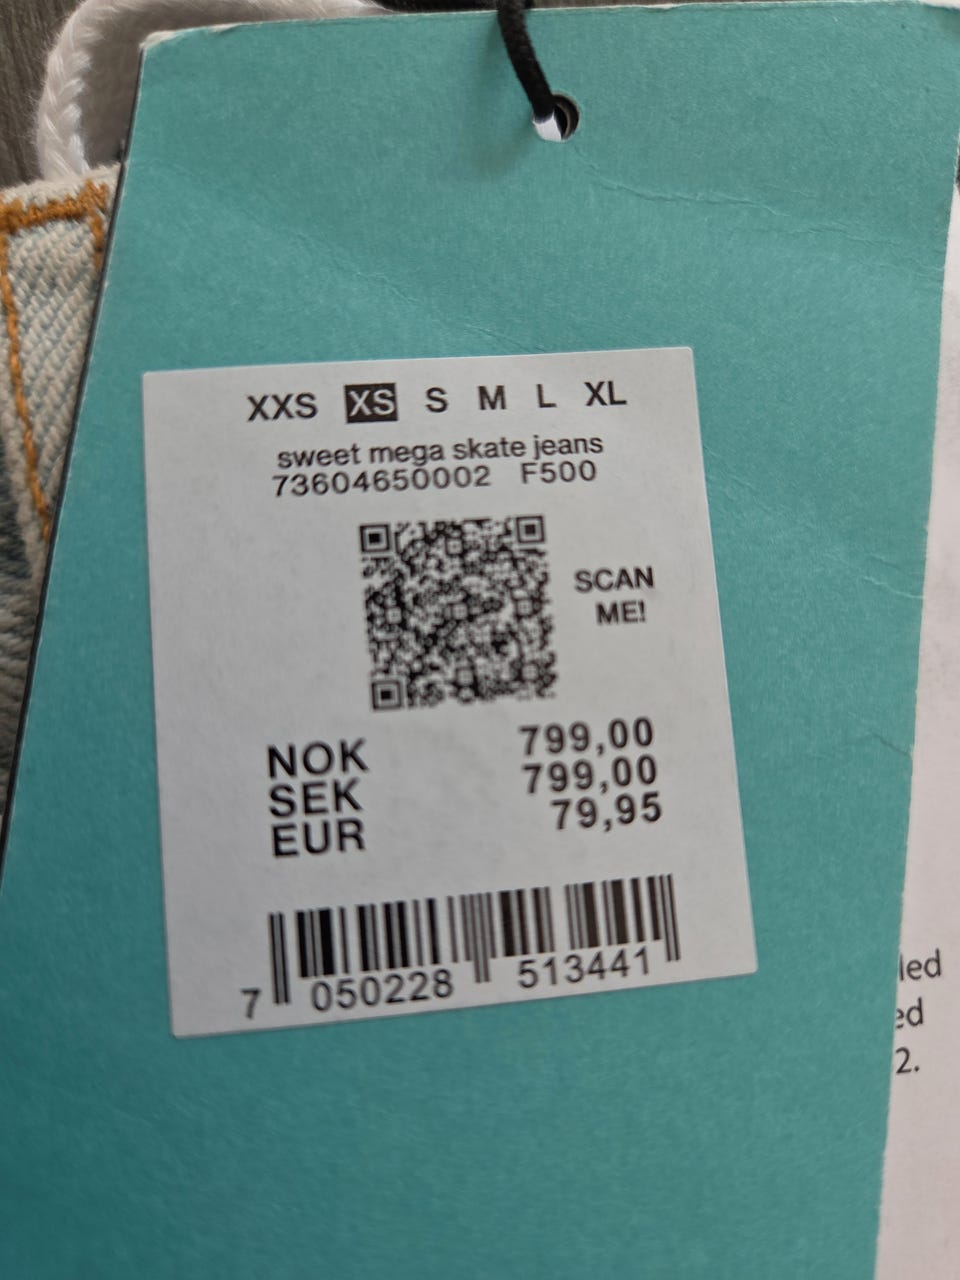 XXS XS S M L XL
sweet mega skate jeans
73604650002 F500
SCAN
ME!
NOK 799,00
SEK 799,00
EUR 79,95
7 050228 513441
led
ed
2.